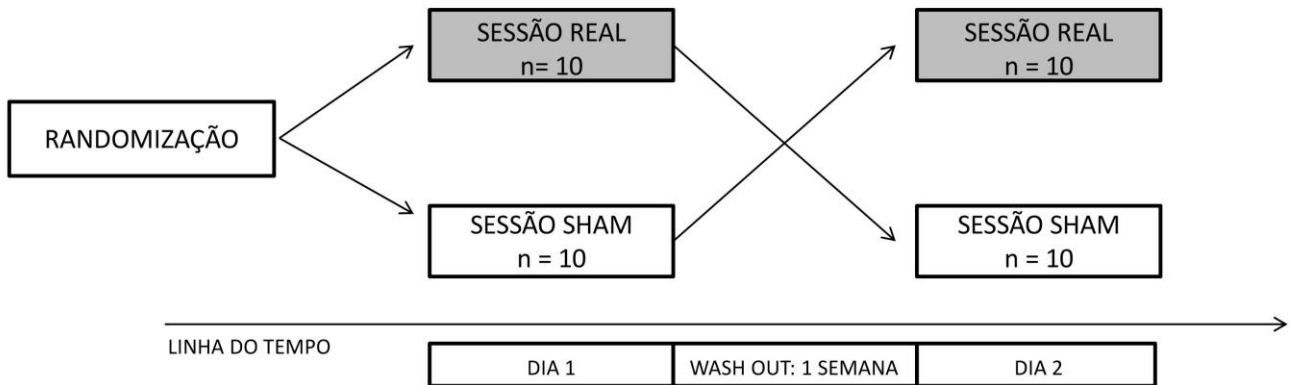 SESSÃO REAL
n= 10
SESSÃO REAL
n = 10
RANDOMIZAÇÃO
SESSÃO SHAM
n = 10
SESSÃO SHAM
n = 10
LINHA DO TEMPO
DIA 1
WASH OUT: 1 SEMANA
DIA 2